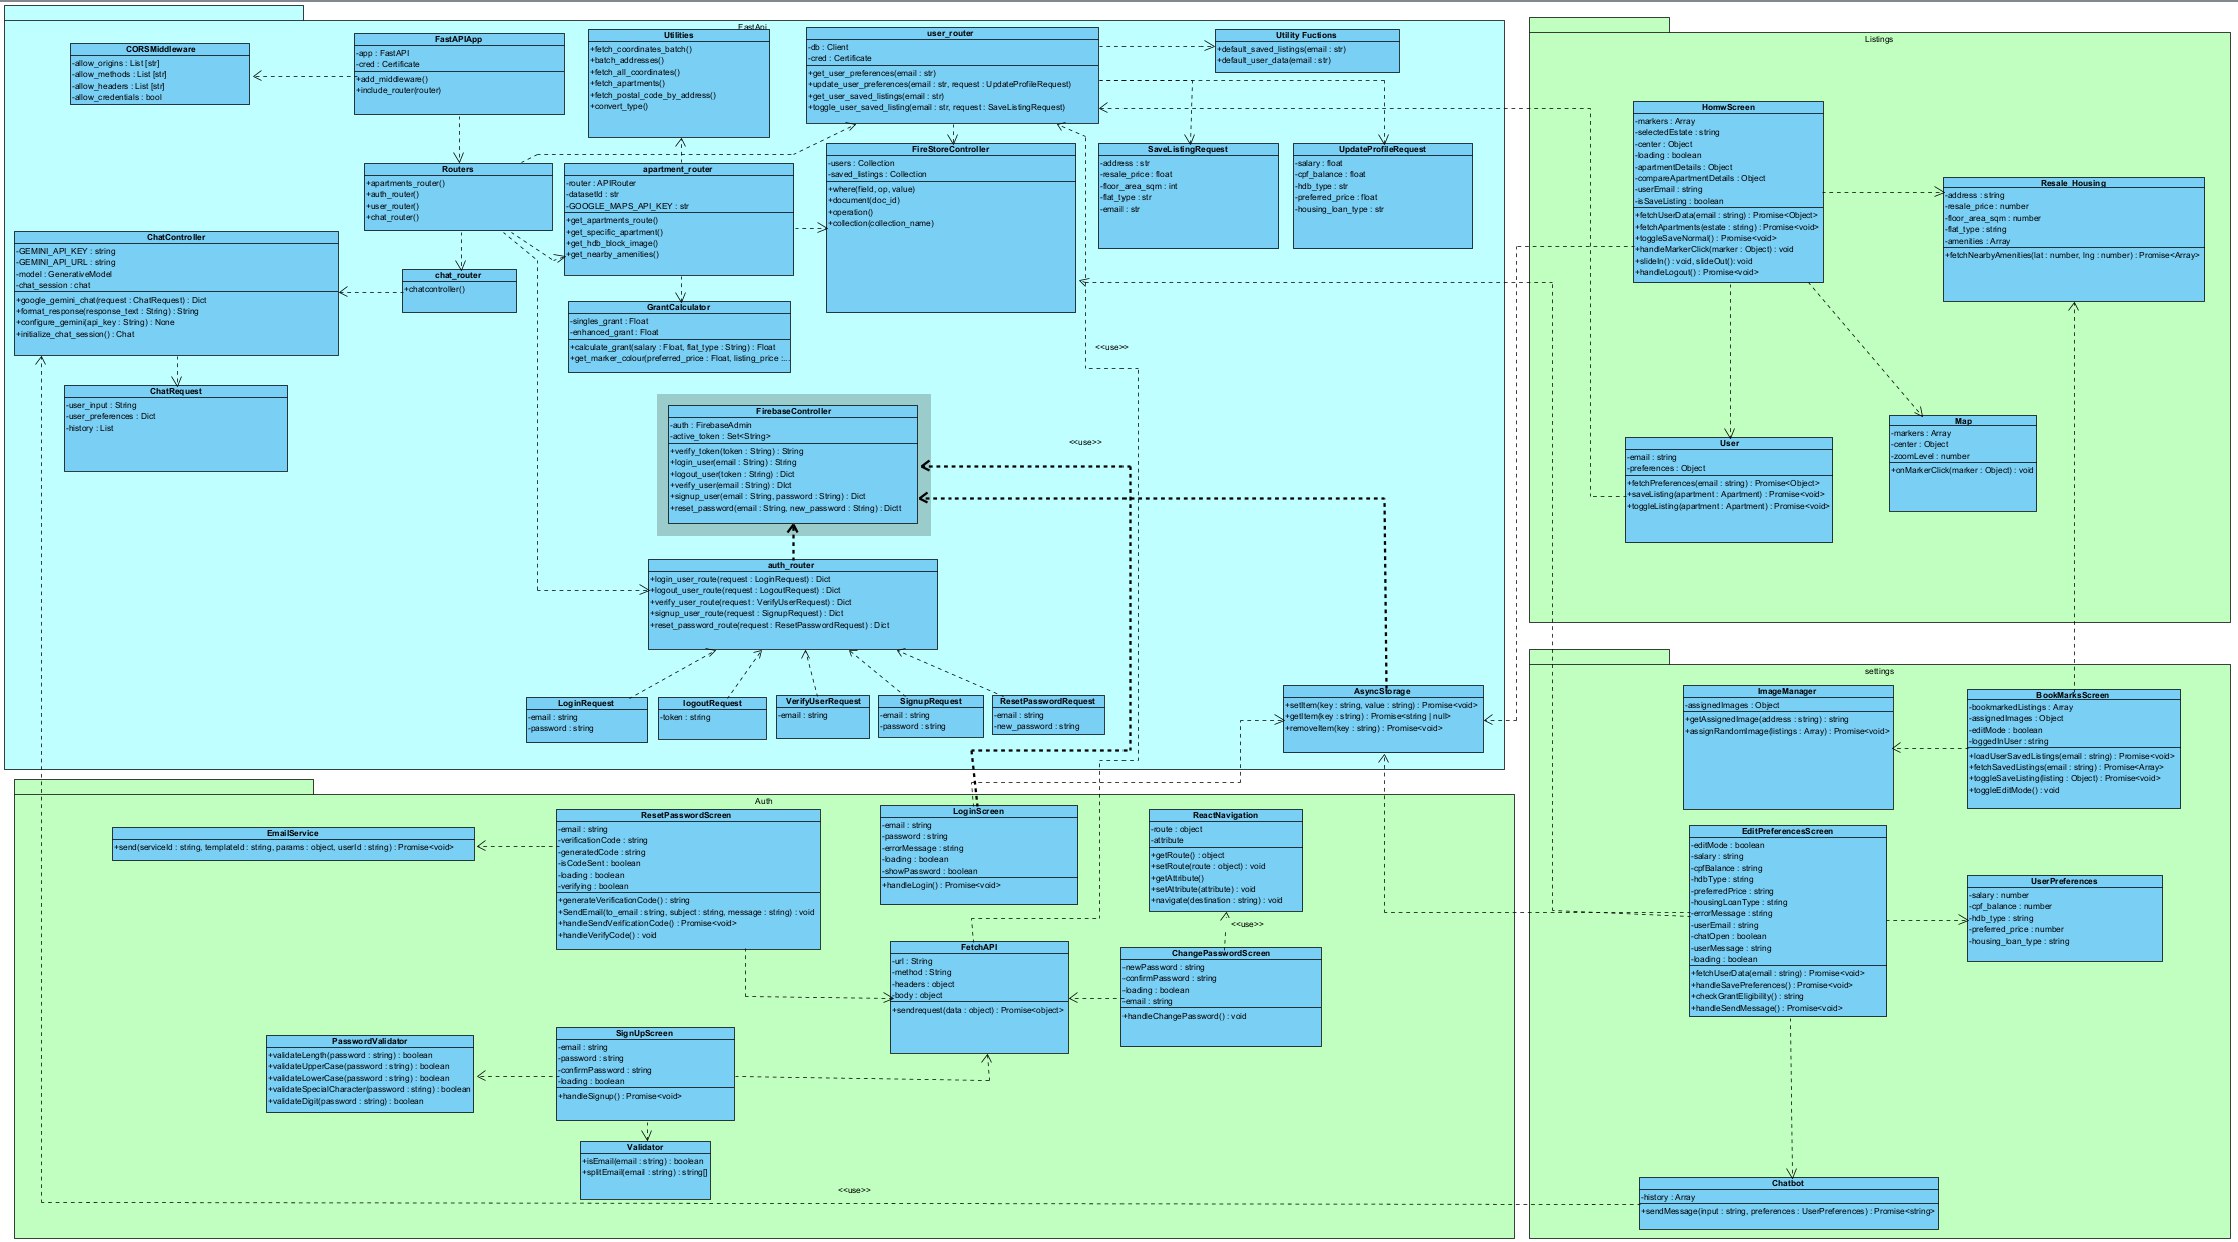 FastApi
CORSMiddleware
-allow_origins : List [str]
-allow_methods : List [str]
-allow_headers : List [str]
-allow_credentials : bool
FastAPIApp
-app : FastAPI
-cred : Certificate
+add_middleware()
+include_router(router)
Utilities
+fetch_coordinates_batch()
+batch_addresses()
+fetch_all_coordinates()
+fetch_apartments()
+fetch_postal_code_by_address()
+convert_type()
user_router
-db : Client
-cred : Certificate
+get_user_preferences(email : str)
+update_user_preferences(email : str, request : UpdateProfileRequest)
+get_user_saved_listings(email : str)
+toggle_user_saved_listing(email : str, request : SaveListingRequest)
Utility Fuctions
+default_saved_listings(email : str)
+default_user_data(email : str)
Routers
+apartments_router()
+auth_router()
+user_router()
+chat_router()
apartment_router
-router : APIRouter
-datasetId : str
-GOOGLE_MAPS_API_KEY : str
+get_apartments_route()
+get_specific_apartment()
+get_hdb_block_image()
+get_nearby_amenities()
FireStoreController
-users : Collection
-saved_listings : Collection
+where(field, op, value)
+document(doc_id)
+operation()
+collection(collection_name)
SaveListingRequest
-address : str
-resale_price : float
-floor_area_sqm : int
-flat_type : str
-email : str
UpdateProfileRequest
-salary : float
-cpf_balance : float
-hdb_type : str
-preferred_price : float
-housing_loan_type : str
ChatController
-GEMINI_API_KEY : string
-GEMINI_API_URL : string
-model : GenerativeModel
-chat_session : chat
+google_gemini_chat(request : ChatRequest) : Dict
+format_response(response_text : String) : String
+configure_gemini(api_key : String) : None
+initialize_chat_session() : Chat
chat_router
+chatcontroller()
GrantCalculator
-singles_grant : Float
-enhanced_grant : Float
+calculate_grant(salary : Float, flat_type : String) : Float
+get_marker_colour(preferred_price : Float, listing_price :...
<<use>>
ChatRequest
-user_input : String
-user_preferences : Dict
-history : List
FirebaseController
-auth : FirebaseAdmin
-active_token : Set<String>
+verify_token(token : String) : String
+login_user(email : String) : String
+logout_user(token : String) : Dict
+verify_user(email : String) : DIct
+signup_user(email : String, password : String) : Dict
+reset_password(email : String, new_password : String) : Dictt
<<use>>
auth_router
+login_user_route(request : LoginRequest) : Dict
+logout_user_route(request : LogoutRequest) : Dict
+verify_user_route(request : VerifyUserRequest) : Dict
+signup_user_route(request : SignupRequest) : Dict
+reset_password_route(request : ResetPasswordRequest) : Dict
LoginRequest
-email : string
-password : string
logoutRequest
-token : string
VerifyUserRequest
-email : string
SignupRequest
-email : string
-password : string
ResetPasswordRequest
-email : string
-new_password : string
AsyncStorage
+setItem(key : string, value : string) : Promise<void>
+getItem(key : string) : Promise<string | null>
+removeItem(key : string) : Promise<void>
Listings
HomwScreen
-markers : Array
-selectedEstate : string
-center : Object
-loading : boolean
-apartmentDetails : Object
-compareApartmentDetails : Object
-userEmail : string
-isSaveListing : boolean
+fetchUserData(email : string) : Promise<Object>
+fetchApartments(estate : string) : Promise<void>
+toggleSaveNormal() : Promise<void>
+handleMarkerClick(marker : Object) : void
+slideIn() : void, slideOut(): void
+handleLogout() : Promise<void>
Resale_Housing
-address : string
-resale_price : number
-floor_area_sqm : number
-flat_type : string
-amenities : Array
+fetchNearbyAmenities(lat : number, lng : number) : Promise<Array>
User
-email : string
-preferences : Object
+fetchPreferences(email : string) : Promise<Object>
+saveListing(apartment : Apartment) : Promise<void>
+toggleListing(apartment : Apartment) : Promise<void>
Map
-markers : Array
-center : Object
-zoomLevel : number
+onMarkerClick(marker : Object) : void
settings
ImageManager
-assignedImages : Object
+getAssignedImage(address : string) : string
+assignRandomImage(listings : Array) : Promise<void>
BookMarksScreen
-bookmarkedListings : Array
-assignedImages : Object
-editMode : boolean
-loggedInUser : string
+loadUserSavedListings(email : string) : Promise<void>
+fetchSavedListings(email : string) : Promise<Array>
+toggleSaveListing(listing : Object) : Promise<void>
+toggleEditMode() : void
EditPreferencesScreen
-editMode : boolean
-salary : string
-cpfBalance : string
-hdbType : string
-preferredPrice : string
-housingLoanType : string
-errorMessage : string
-userEmail : string
-chatOpen : boolean
-userMessage : string
-loading : boolean
+fetchUserData(email : string) : Promise<void>
+handleSavePreferences() : Promise<void>
+checkGrantEligibility() : string
+handleSendMessage() : Promise<void>
UserPreferences
-salary : number
-cpf_balance : number
-hdb_type : string
-preferred_price : number
-housing_loan_type : string
Chatbot
-history : Array
+sendMessage(input : string, preferences : UserPreferences) : Promise<string>
Auth
EmailService
+send(serviceId : string, templateId : string, params : object, userId : string) : Promise<void>
ResetPasswordScreen
-email : string
-verificationCode : string
-generatedCode : string
-isCodeSent : boolean
-loading : boolean
-verifying : boolean
+generateVerificationCode() : string
+SendEmail(to_email : string, subject : string, message : string) : void
+handleSendVerificationCode() : Promise<void>
+handleVerifyCode() : void
LoginScreen
-email : string
-password : string
-errorMessage : string
-loading : boolean
-showPassword : boolean
+handleLogin() : Promise<void>
ReactNavigation
-route : object
-attribute
+getRoute() : object
+setRoute(route : object) : void
+getAttribute()
+setAttribute(attribute) : void
+navigate(destination : string) : void
<<use>>
FetchAPI
-url : String
-method : String
-headers : object
-body : object
+sendrequest(data : object) : Promise<object>
ChangePasswordScreen
-newPassword : string
-confirmPassword : string
-loading : boolean
-email : string
+handleChangePassword() : void
PasswordValidator
+validateLength(password : string) : boolean
+validateUpperCase(password : string) : boolean
+validateLowerCase(password : string) : boolean
+validateSpecialCharacter(password : string) : boolean
+validateDigit(password : string) : boolean
SignUpScreen
-email : string
-password : string
-confirmPassword : string
-loading : boolean
+handleSignup() : Promise<void>
Validator
+isEmail(email : string) : boolean
+splitEmail(email : string) : string[]
<<use>>